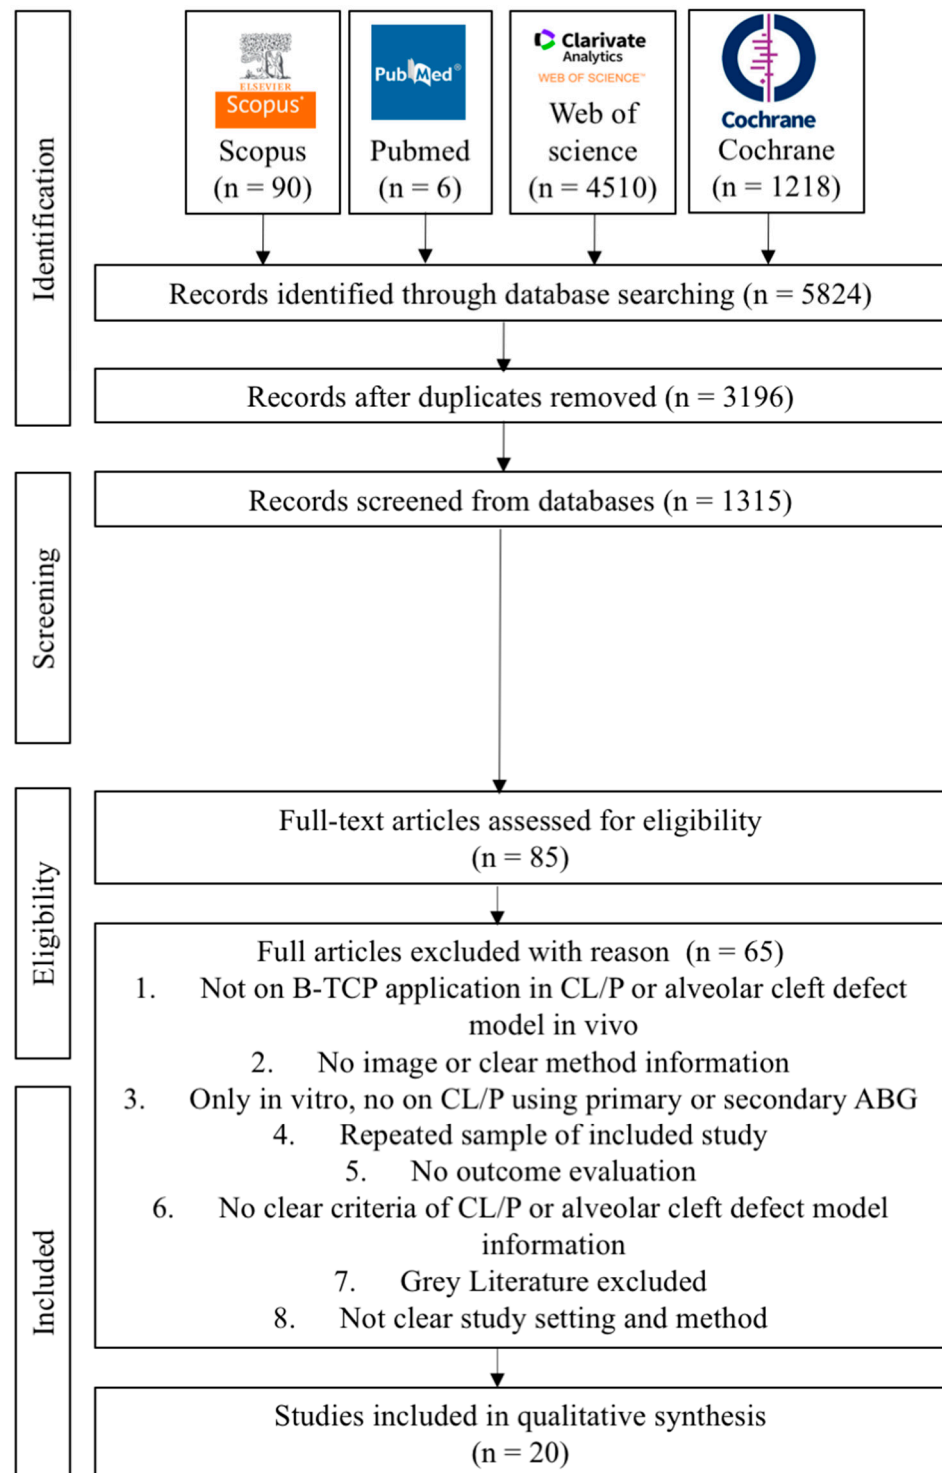 Identification
ELSEVIER
Scopus
Scopus
(n = 90)
PubMed®
Pubmed
(n = 6)
Clarivate
Analytics
WEB OF SCIENCE™
Web of
science
(n = 4510)
Cochrane
Cochrane
(n = 1218)
Records identified through database searching (n = 5824)
Records after duplicates removed (n = 3196)
Screening
Records screened from databases (n = 1315)
Eligibility
Full-text articles assessed for eligibility
(n = 85)
Full articles excluded with reason (n = 65)
1. Not on B-TCP application in CL/P or alveolar cleft defect
model in vivo
2. No image or clear method information
3. Only in vitro, no on CL/P using primary or secondary ABG
4. Repeated sample of included study
5. No outcome evaluation
6. No clear criteria of CL/P or alveolar cleft defect model
information
7. Grey Literature excluded
8. Not clear study setting and method
Included
Studies included in qualitative synthesis
(n = 20)